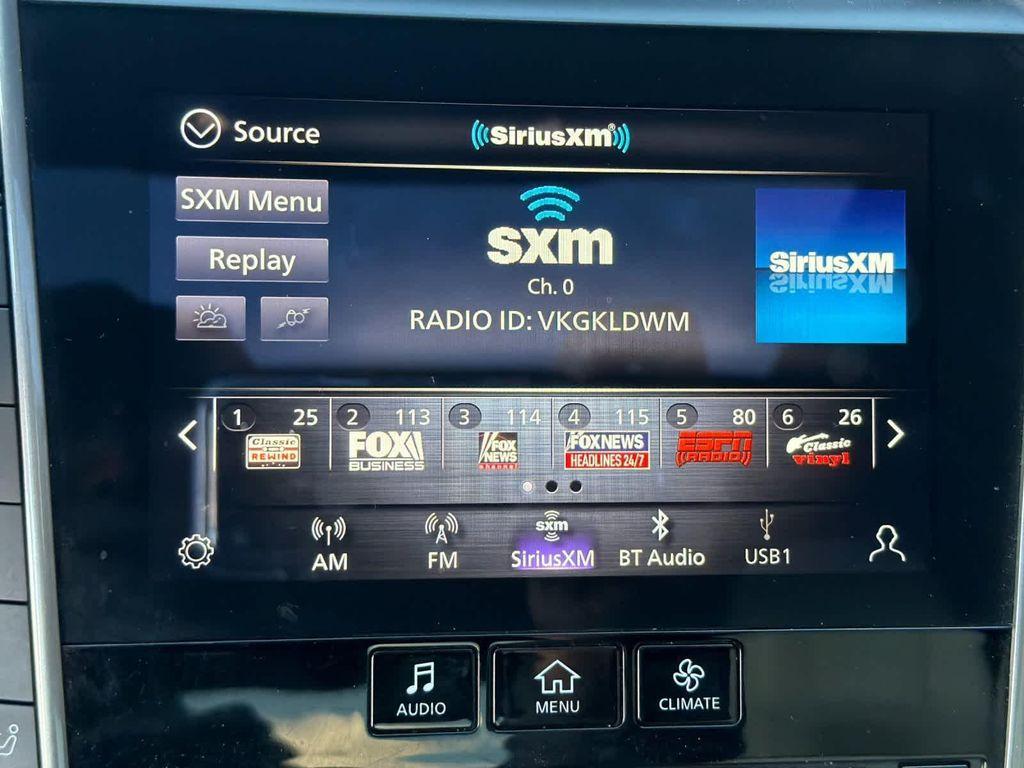 Source
SiriusXM®
SXM Menu
Replay
sxm
Ch. 0
RADIO ID: VKGKLDWM
SiriusXM
1 25
Classic
REWIND
2 113
FOX
BUSINESS
3 114
FOX
NEWS
channel
4 115
FOX NEWS
HEADLINES 24/7
5 80
ESPN
RADIO
6 26
Classic
vinyl
AM
FM
sxm
SiriusXM
BT Audio
USB1
AUDIO
MENU
CLIMATE